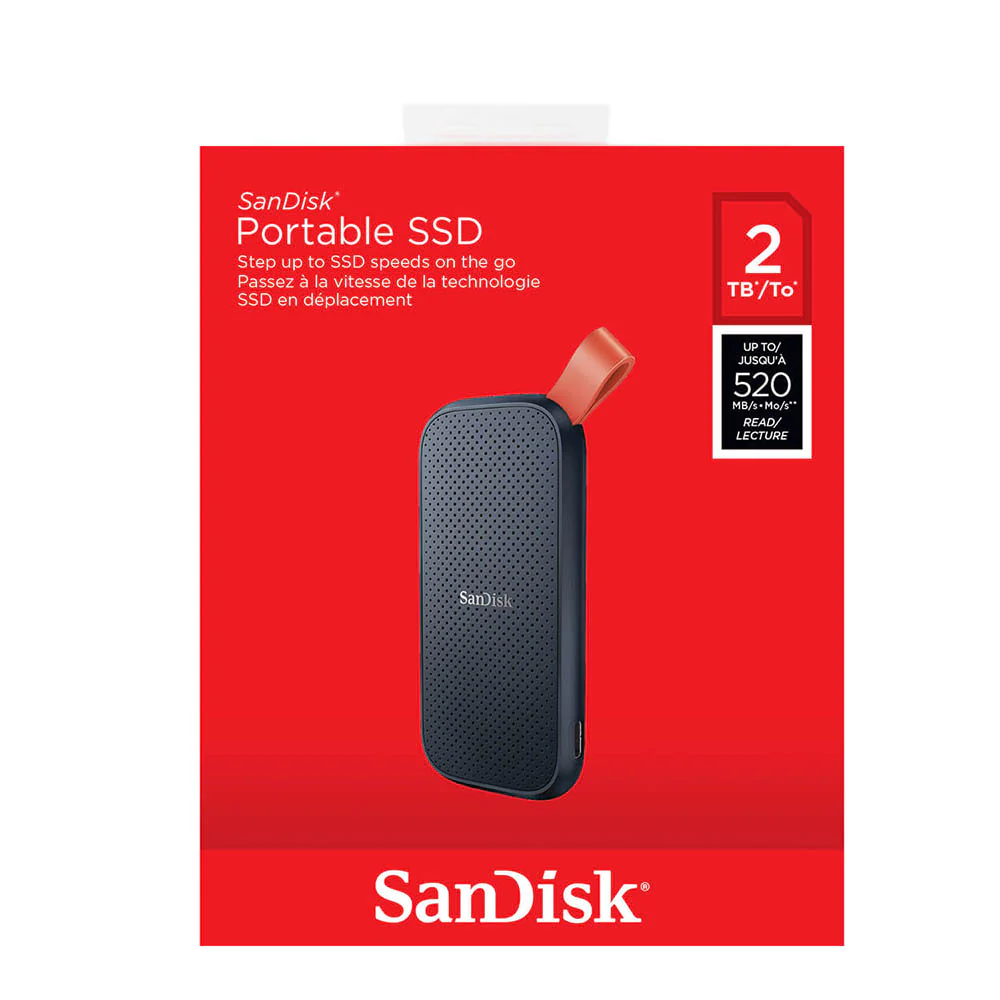 SanDisk®
Portable SSD
Step up to SSD speeds on the go
Passez à la vitesse de la technologie
SSD en déplacement
2
TB*/To*
UP TO/
JUSQU'À
520
MB/s • Mo/s**
READ/
LECTURE
SanDisk
SanDisk®